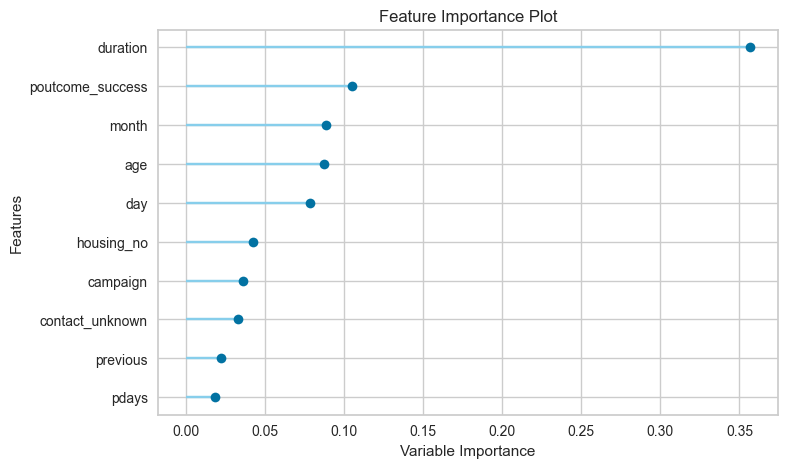 Feature Importance Plot
Features
duration
poutcome_success
month
age
day
housing_no
campaign
contact_unknown
previous
pdays
0.00 0.05 0.10 0.15 0.20 0.25 0.30 0.35
Variable Importance